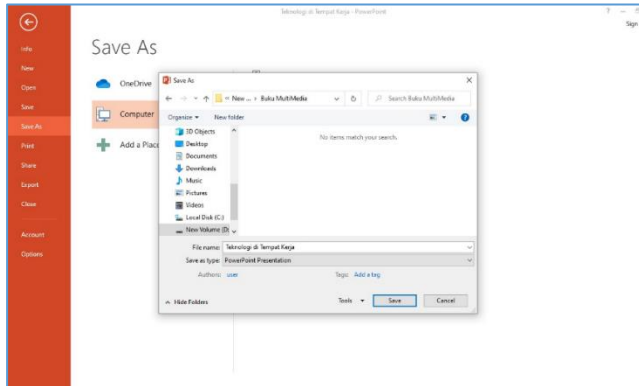 Teknologi di Tempat Kerja - PowerPoint
? –
Sign
Info
New
Open
Save
Save As
Print
Share
Export
Close
Account
Options
Save As
OneDrive
Computer
Add a Place
Save As
« New ... › Buku MultiMedia
Search Buku MultiMedia
Organize
New folder
3D Objects
Desktop
Documents
Downloads
Music
Pictures
Videos
Local Disk (C:)
New Volume (D:)
No items match your search.
File name: Teknologi di Tempat Kerja
Save as type: PowerPoint Presentation
Authors: user
Tags: Add a tag
Hide Folders
Tools
Save
Cancel